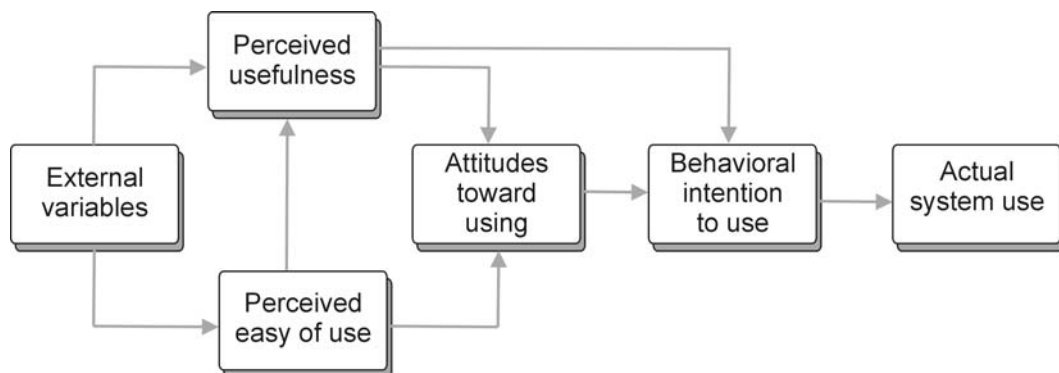 Perceived
usefulness
External
variables
Attitudes
toward
using
Behavioral
intention
to use
Actual
system use
Perceived
easy of use